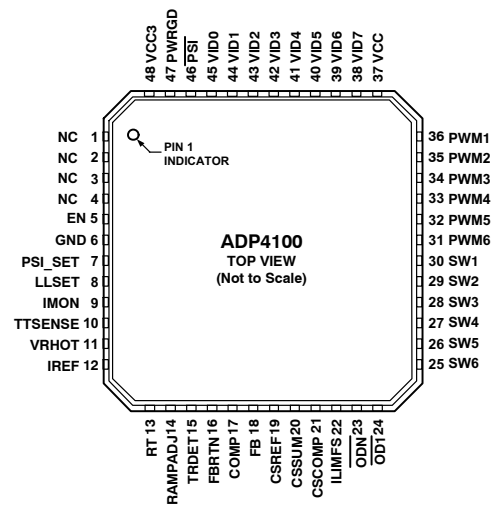 48 VCC3
47 PWRGD
46 PSI
45 VID0
44 VID1
43 VID2
42 VID3
41 VID4
40 VID5
39 VID6
38 VID7
37 VCC
NC 1
NC 2
NC 3
NC 4
EN 5
GND 6
PSI_SET 7
LLSET 8
IMON 9
TTSENSE 10
VRHOT 11
IREF 12
PIN 1
INDICATOR
ADP4100
TOP VIEW
(Not to Scale)
36 PWM1
35 PWM2
34 PWM3
33 PWM4
32 PWM5
31 PWM6
30 SW1
29 SW2
28 SW3
27 SW4
26 SW5
25 SW6
RT 13
RAMPADJ 14
TRDET 15
FBRTN 16
COMP 17
FB 18
CSREF 19
CSSUM 20
CSCOMP 21
ILIMFS 22
ODN 23
OD1 24